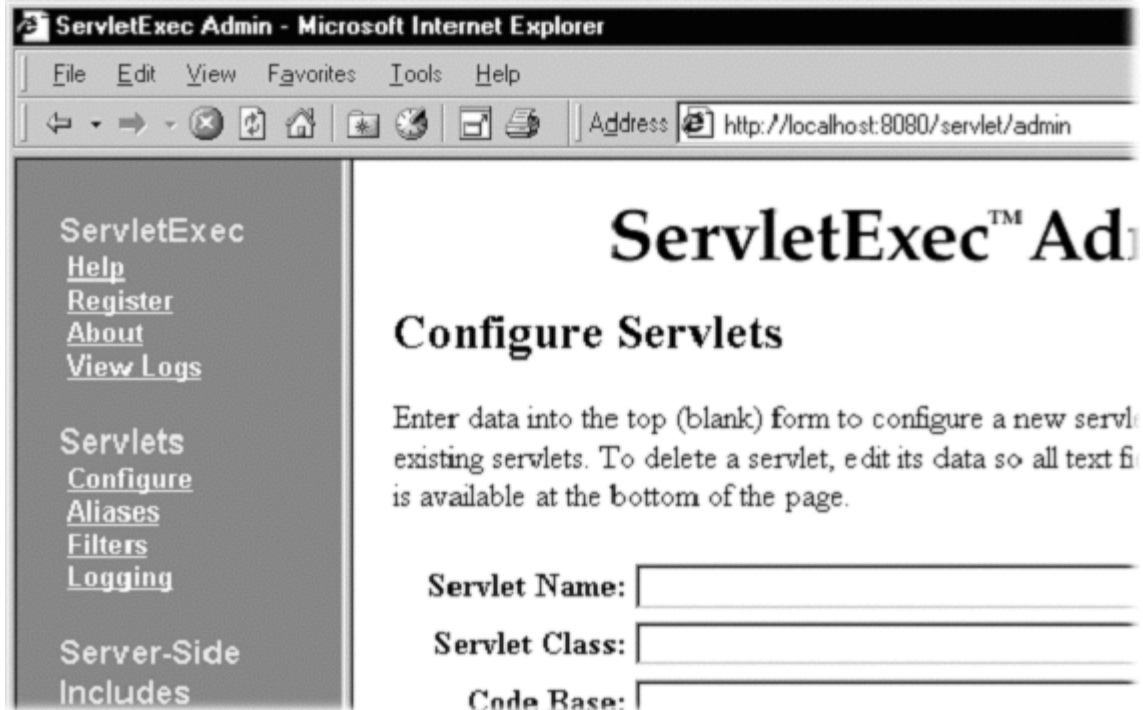 ServletExec Admin - Microsoft Internet Explorer
File Edit View Favorites Tools Help
Address http://localhost:8080/servlet/admin
ServletExec
Help
Register
About
View Logs
Servlets
Configure
Aliases
Filters
Logging
Server-Side
Includes
ServletExec™
Configure Servlets
Enter data into the top (blank) form to configure a new
existing servlets. To delete a servlet, edit its data so all text
is available at the bottom of the page.
Servlet Name:
Servlet Class:
Code Base: